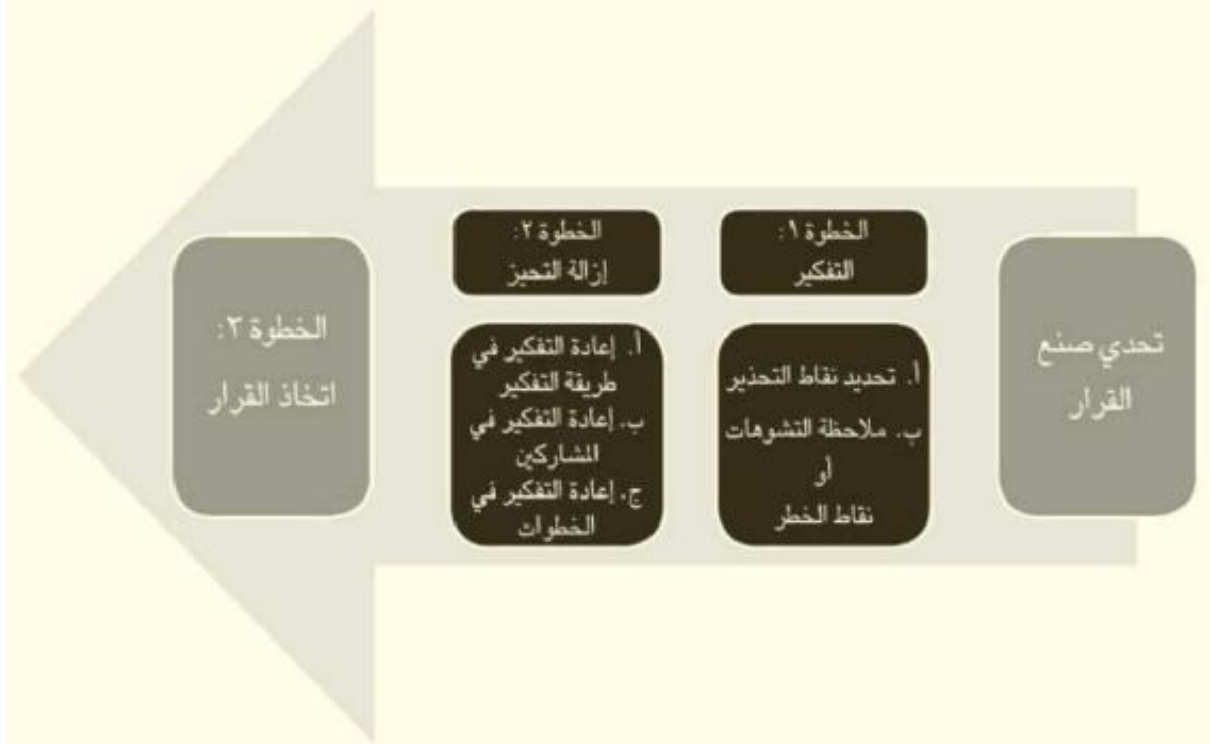 تحدي صنع
القرار
الخطوة ١:
التفكير
أ. تحديد نقاط التحذير
ب. ملاحظة التشوهات
أو
نقاط الخطر
الخطوة ٢:
إزالة التحيز
أ. إعادة التفكير في
طريقة التفكير
ب. إعادة التفكير في
المشاركين
ج. إعادة التفكير في
الخطوات
الخطوة ٣:
اتخاذ القرار